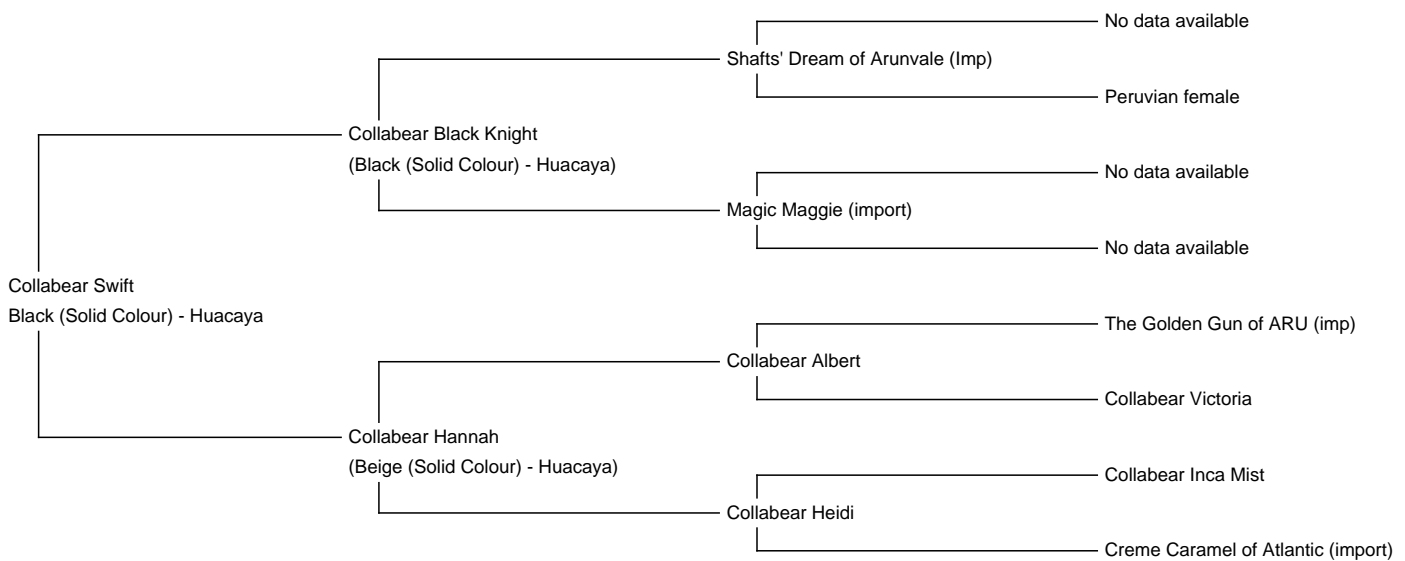 No data available
Shafts' Dream of Arunvale (Imp)
Peruvian female
Collabear Black Knight
(Black (Solid Colour) - Huacaya)
No data available
Magic Maggie (import)
No data available
Collabear Swift
Black (Solid Colour) - Huacaya
The Golden Gun of ARU (imp)
Collabear Albert
Collabear Victoria
Collabear Hannah
(Beige (Solid Colour) - Huacaya)
Collabear Inca Mist
Collabear Heidi
Creme Caramel of Atlantic (import)